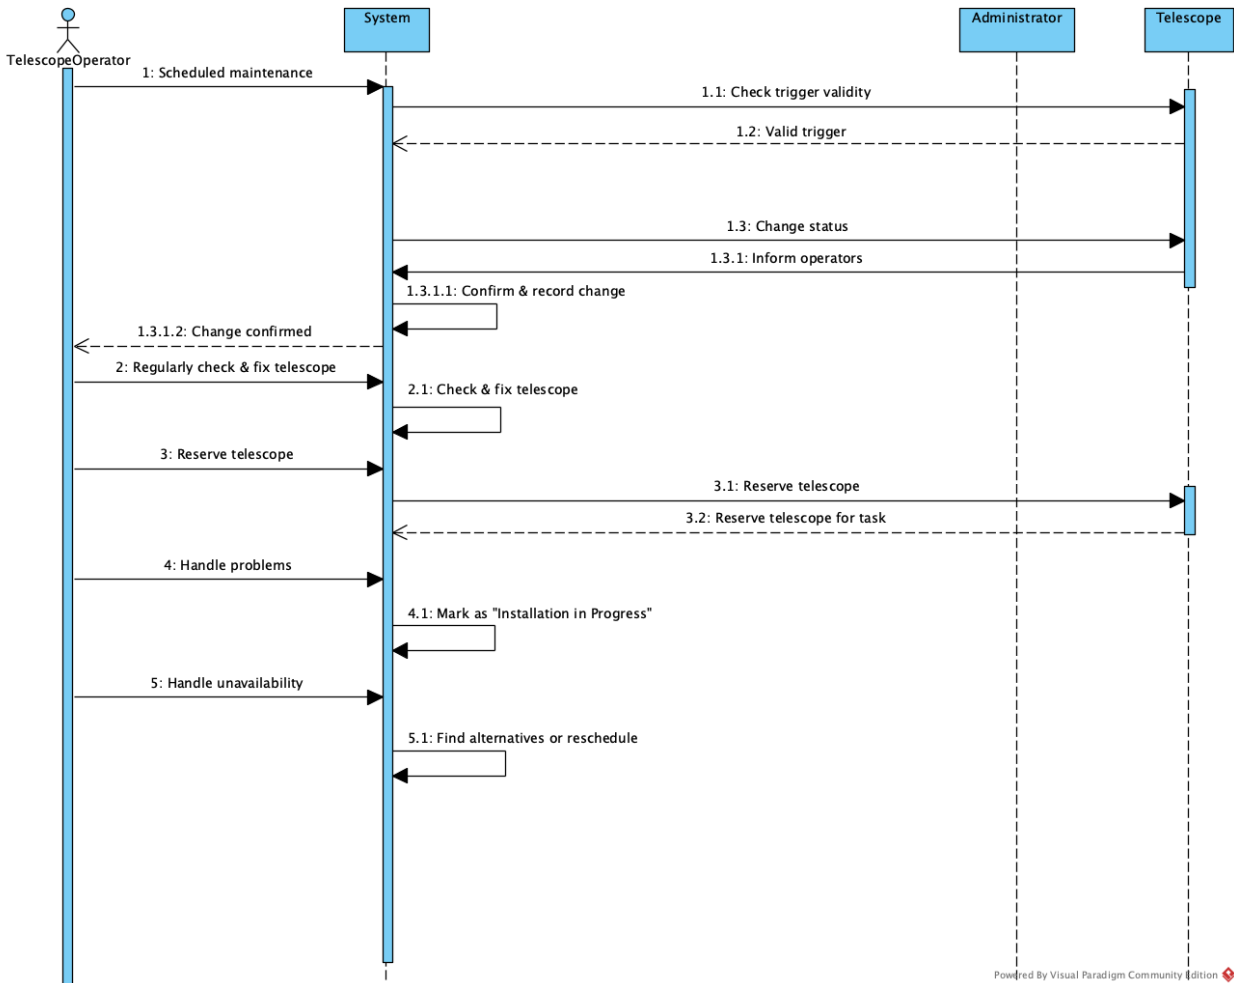 System
Administrator
Telescope
TelescopeOperator
1: Scheduled maintenance
1.1: Check trigger validity
1.2: Valid trigger
1.3: Change status
1.3.1: Inform operators
1.3.1.1: Confirm & record change
1.3.1.2: Change confirmed
2: Regularly check & fix telescope
2.1: Check & fix telescope
3: Reserve telescope
3.1: Reserve telescope
3.2: Reserve telescope for task
4: Handle problems
4.1: Mark as "Installation in Progress"
5: Handle unavailability
5.1: Find alternatives or reschedule
Powered By Visual Paradigm Community Edition